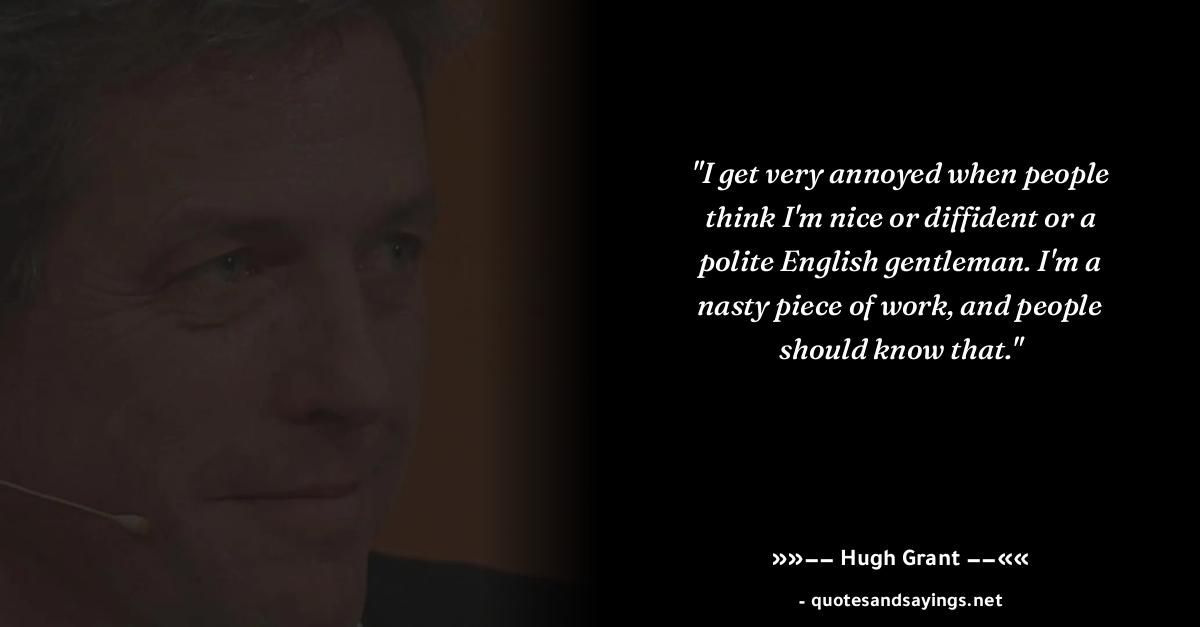 "I get very annoyed when people
think I'm nice or diffident or a
polite English gentleman. I'm a
nasty piece of work, and people
should know that."
»»–– Hugh Grant ––««
- quotesandsayings.net